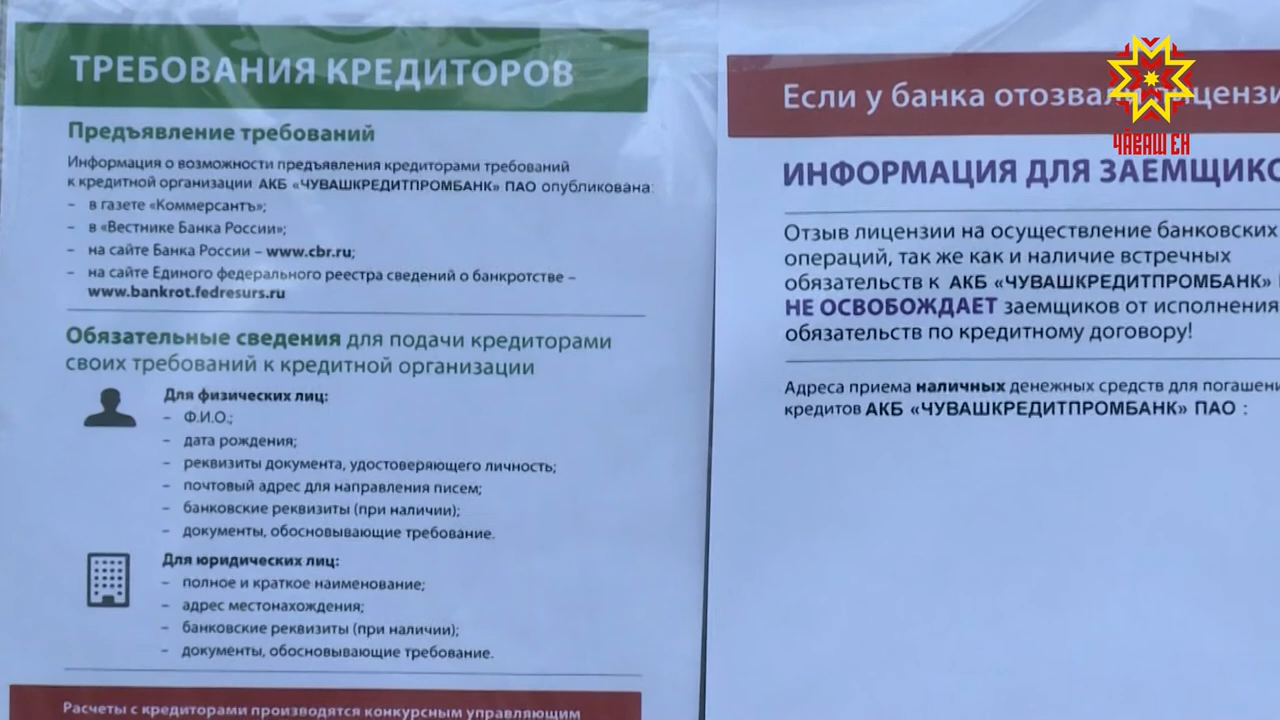 ТРЕБОВАНИЯ КРЕДИТОРОВ
Предъявление требований
Информация о возможности предъявления кредиторами требований
к кредитной организации АКБ «ЧУВАШКРЕДИТПРОМБАНК» ПАО опубликована:
– в газете «Коммерсантъ»;
– в «Вестнике Банка России»;
– на сайте Банка России – www.cbr.ru;
– на сайте Единого федерального реестра сведений о банкротстве –
www.bankrot.fedresurs.ru
Обязательные сведения для подачи кредиторами
своих требований к кредитной организации
Для физических лиц:
– Ф.И.О.;
– дата рождения;
– реквизиты документа, удостоверяющего личность;
– почтовый адрес для направления писем;
– банковские реквизиты (при наличии);
– документы, обосновывающие требование.
Для юридических лиц:
– полное и краткое наименование;
– адрес местонахождения;
– банковские реквизиты (при наличии);
– документы, обосновывающие требование.
Расчеты с кредиторами производятся конкурсным управляющим
Если у банка
ИНФОРМАЦИЯ ДЛЯ
Отзыв лицензии на осуществление банковских
операций, так же как и наличие встречных
обязательств к АКБ «ЧУВАШКРЕДИТПРОМБАНК»
НЕ ОСВОБОЖДАЕТ заемщиков от исполнения
обязательств по кредитному договору!
Адреса приема наличных денежных средств для
кредитов АКБ «ЧУВАШКРЕДИТПРОМБАНК» ПАО :
ЧӐВАШ ЕН